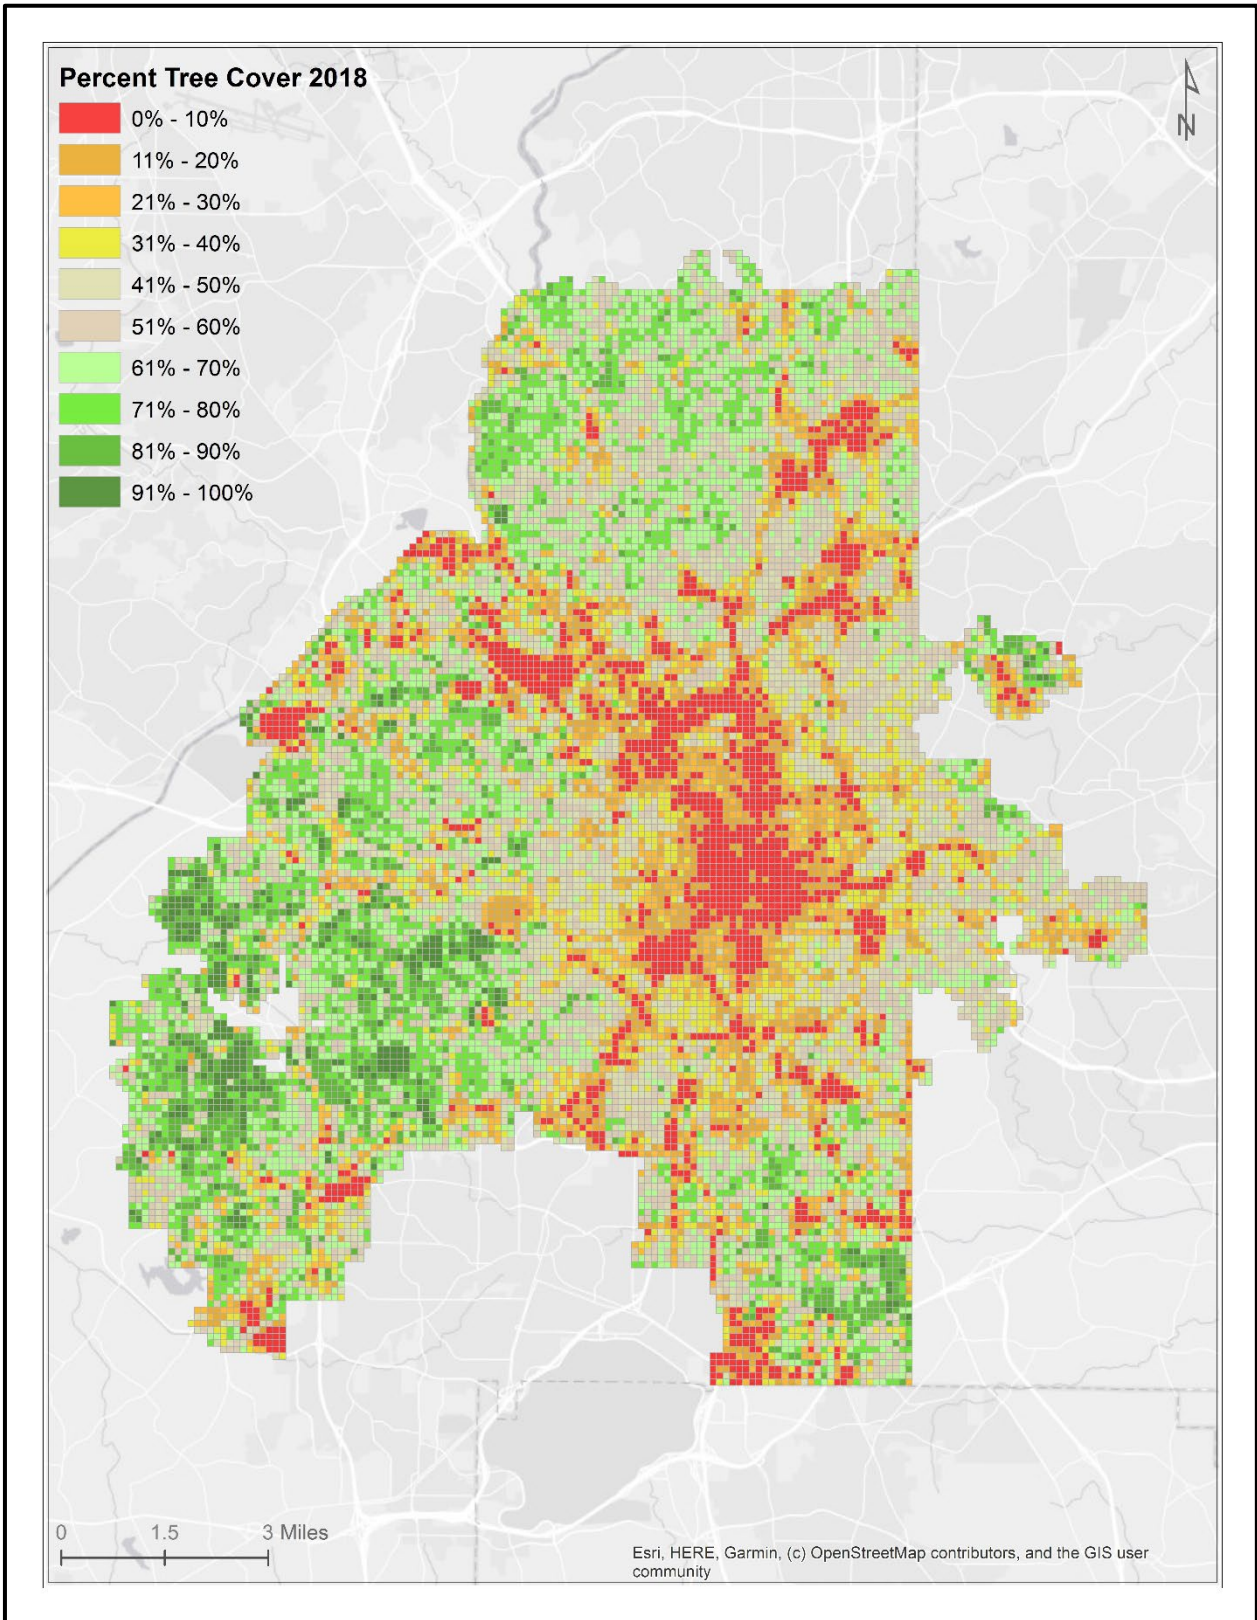 Percent Tree Cover 2018
0% - 10%
11% - 20%
21% - 30%
31% - 40%
41% - 50%
51% - 60%
61% - 70%
71% - 80%
81% - 90%
91% - 100%
N
0 1.5 3 Miles
Esri, HERE, Garmin, (c) OpenStreetMap contributors, and the GIS user
community